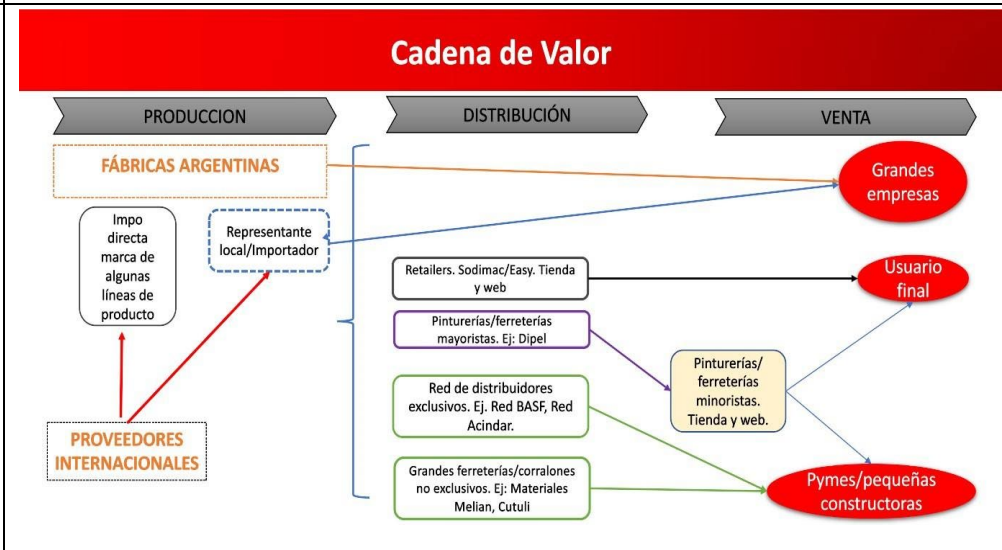 Cadena de Valor
PRODUCCION
DISTRIBUCIÓN
VENTA
FÁBRICAS ARGENTINAS
Grandes
empresas
Impo
directa
marca de
algunas
líneas de
producto
Representante
local/Importador
Retailers. Sodimac/Easy. Tienda
y web
Usuario
final
Pinturerías/ferreterías
mayoristas. Ej: Dipel
Pinturerías/
ferreterías
minoristas.
Tienda y web.
Red de distribuidores
exclusivos. Ej. Red BASF, Red
Acindar.
PROVEEDORES
INTERNACIONALES
Grandes ferreterías/corralones
no exclusivos. Ej: Materiales
Melian, Cutuli
Pymes/pequeñas
constructoras